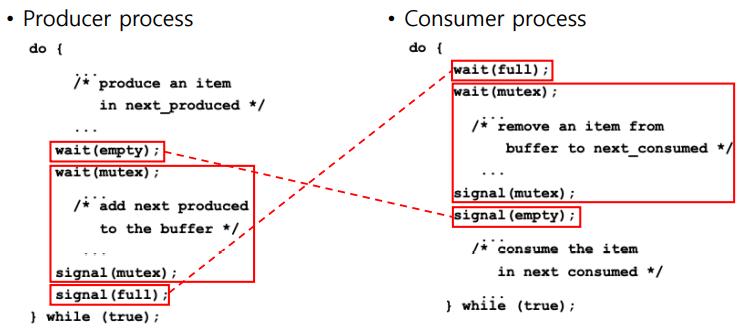 • Producer process
do {
...
/* produce an item
in next_produced */
...
wait(empty);
wait(mutex);
...
/* add next produced
to the buffer */
...
signal(mutex);
signal(full);
} while (true);
• Consumer process
do {
wait(full);
wait(mutex);
...
/* remove an item from
buffer to next_consumed */
...
signal(mutex);
signal(empty);
...
/* consume the item
in next consumed */
...
} while (true);